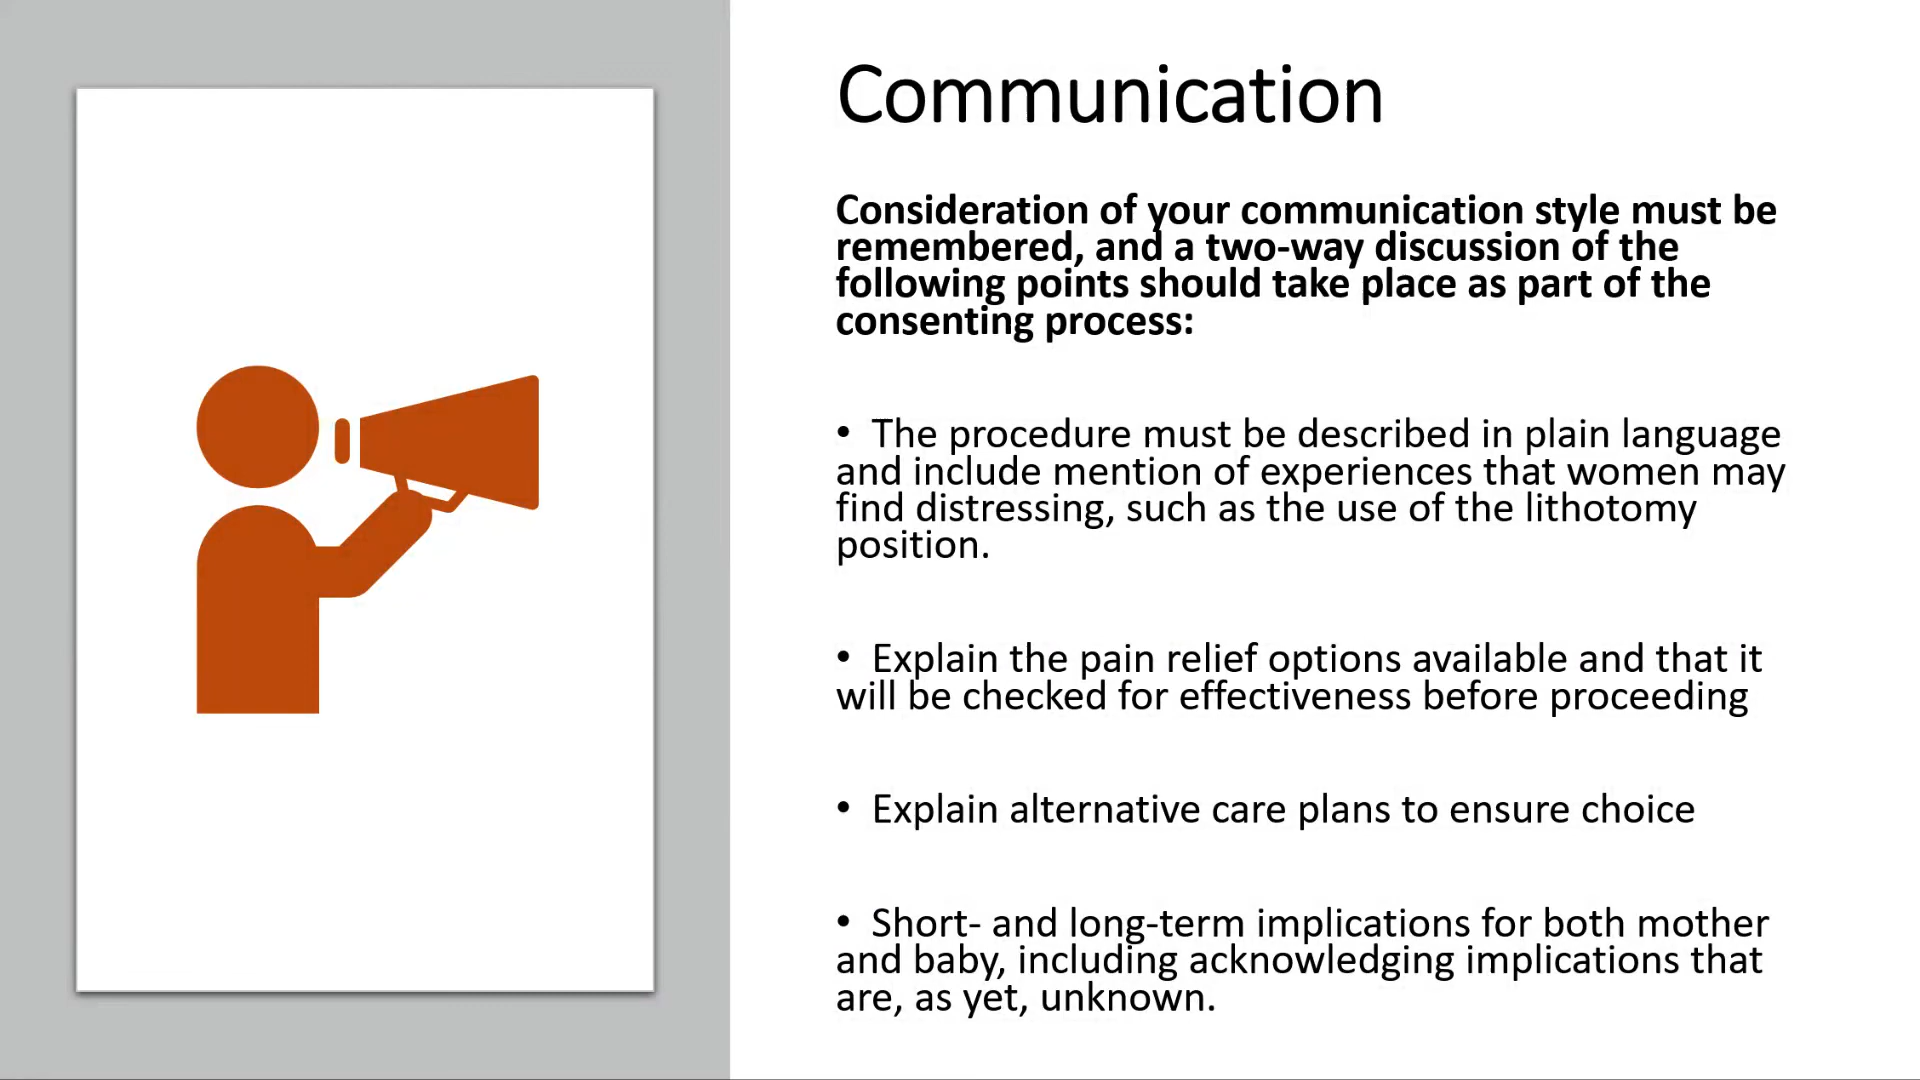 Communication
Consideration of your communication style must be
remembered, and a two-way discussion of the
following points should take place as part of the
consenting process:
• The procedure must be described in plain language
and include mention of experiences that women may
find distressing, such as the use of the lithotomy
position.
• Explain the pain relief options available and that it
will be checked for effectiveness before proceeding
• Explain alternative care plans to ensure choice
• Short- and long-term implications for both mother
and baby, including acknowledging implications that
are, as yet, unknown.